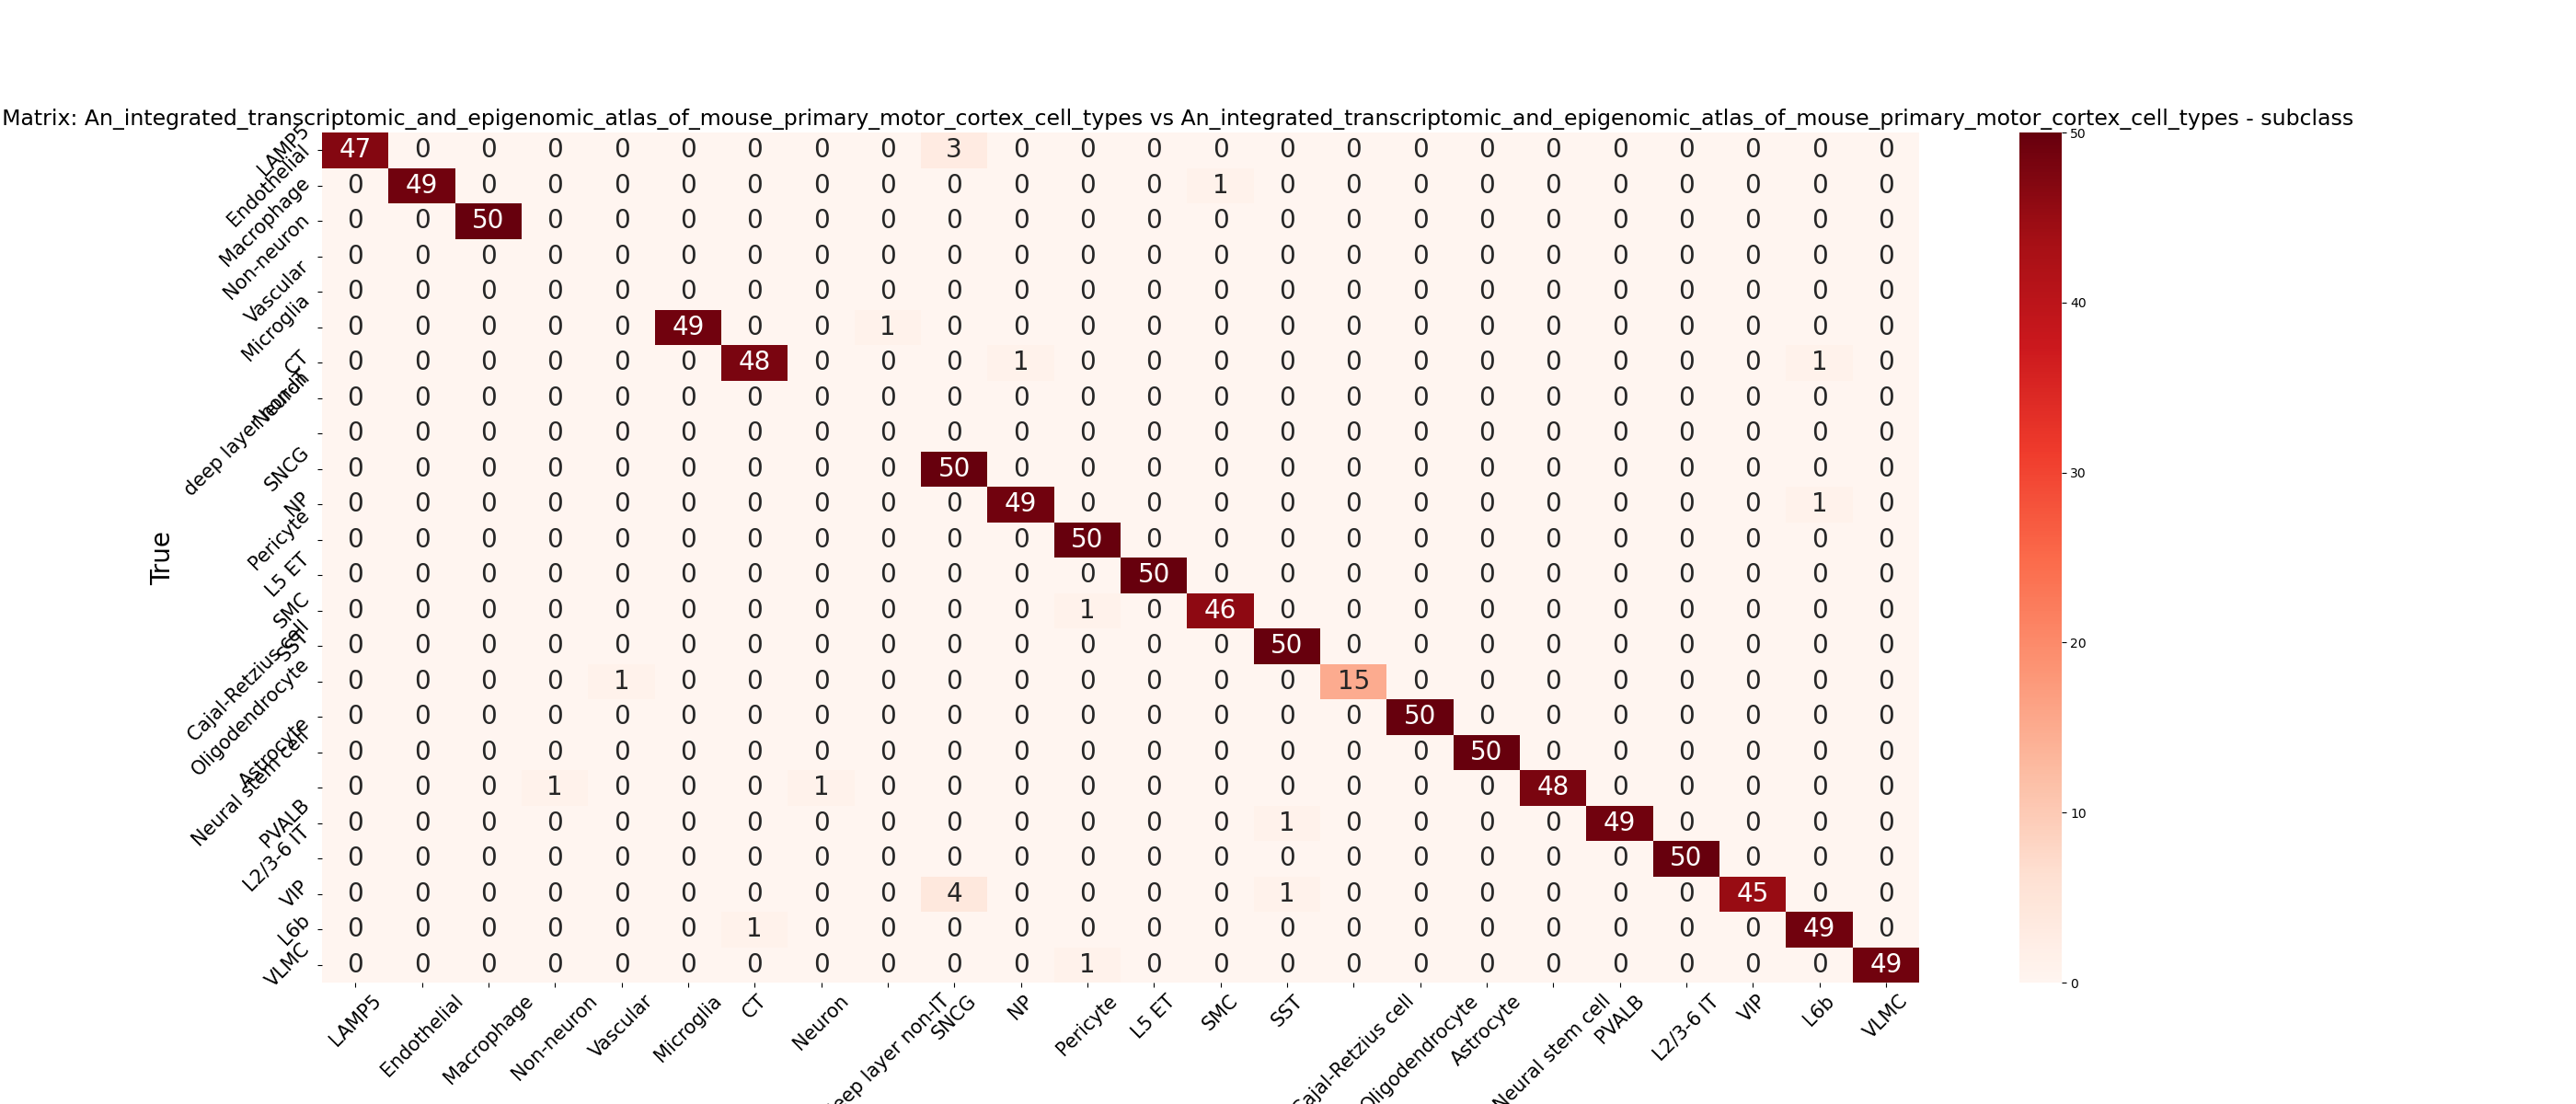 Matrix: An_integrated_transcriptomic_and_epigenomic_atlas_of_mouse_primary_motor_cortex_cell_types vs An_integrated_transcriptomic_and_epigenomic_atlas_of_mouse_primary_motor_cortex_cell_types - subclass
LAMP5 47 0 0 0 0 0 0 0 0 3 0 0 0 0 0 0 0 0 0 0 0 0 0 0
Endothelial 0 49 0 0 0 0 0 0 0 0 0 0 0 1 0 0 0 0 0 0 0 0 0 0
Macrophage 0 0 50 0 0 0 0 0 0 0 0 0 0 0 0 0 0 0 0 0 0 0 0 0
Non-neuron 0 0 0 0 0 0 0 0 0 0 0 0 0 0 0 0 0 0 0 0 0 0 0 0
Vascular 0 0 0 0 0 0 0 0 0 0 0 0 0 0 0 0 0 0 0 0 0 0 0 0
Microglia 0 0 0 0 0 49 0 0 1 0 0 0 0 0 0 0 0 0 0 0 0 0 0 0
CT 0 0 0 0 0 0 48 0 0 0 1 0 0 0 0 0 0 0 0 0 0 0 1 0
Neuron 0 0 0 0 0 0 0 0 0 0 0 0 0 0 0 0 0 0 0 0 0 0 0 0
deep layer non-IT 0 0 0 0 0 0 0 0 0 0 0 0 0 0 0 0 0 0 0 0 0 0 0 0
SNCG 0 0 0 0 0 0 0 0 0 50 0 0 0 0 0 0 0 0 0 0 0 0 0 0
NP 0 0 0 0 0 0 0 0 0 0 49 0 0 0 0 0 0 0 0 0 0 0 1 0
Pericyte 0 0 0 0 0 0 0 0 0 0 0 50 0 0 0 0 0 0 0 0 0 0 0 0
L5 ET 0 0 0 0 0 0 0 0 0 0 0 0 50 0 0 0 0 0 0 0 0 0 0 0
SMC 0 0 0 0 0 0 0 0 0 0 0 1 0 46 0 0 0 0 0 0 0 0 0 0
SST 0 0 0 0 0 0 0 0 0 0 0 0 0 0 50 0 0 0 0 0 0 0 0 0
Cajal-Retzius cell 0 0 0 0 1 0 0 0 0 0 0 0 0 0 0 15 0 0 0 0 0 0 0 0
Oligodendrocyte 0 0 0 0 0 0 0 0 0 0 0 0 0 0 0 0 50 0 0 0 0 0 0 0
Astrocyte 0 0 0 0 0 0 0 0 0 0 0 0 0 0 0 0 0 50 0 0 0 0 0 0
Neural stem cell 0 0 0 1 0 0 0 1 0 0 0 0 0 0 0 0 0 0 48 0 0 0 0 0
PVALB 0 0 0 0 0 0 0 0 0 0 0 0 0 0 1 0 0 0 0 49 0 0 0 0
L2/3-6 IT 0 0 0 0 0 0 0 0 0 0 0 0 0 0 0 0 0 0 0 0 50 0 0 0
VIP 0 0 0 0 0 0 0 0 0 4 0 0 0 0 1 0 0 0 0 0 0 45 0 0
L6b 0 0 0 0 0 0 1 0 0 0 0 0 0 0 0 0 0 0 0 0 0 0 49 0
VLMC 0 0 0 0 0 0 0 0 0 0 0 1 0 0 0 0 0 0 0 0 0 0 0 49
True
LAMP5 Endothelial Macrophage Non-neuron Vascular Microglia CT Neuron eep layer non-IT SNCG NP Pericyte L5 ET SMC SST Cajal-Retzius cell Oligodendrocyte Astrocyte Neural stem cell PVALB L2/3-6 IT VIP L6b VLMC
50
40
30
20
10
0